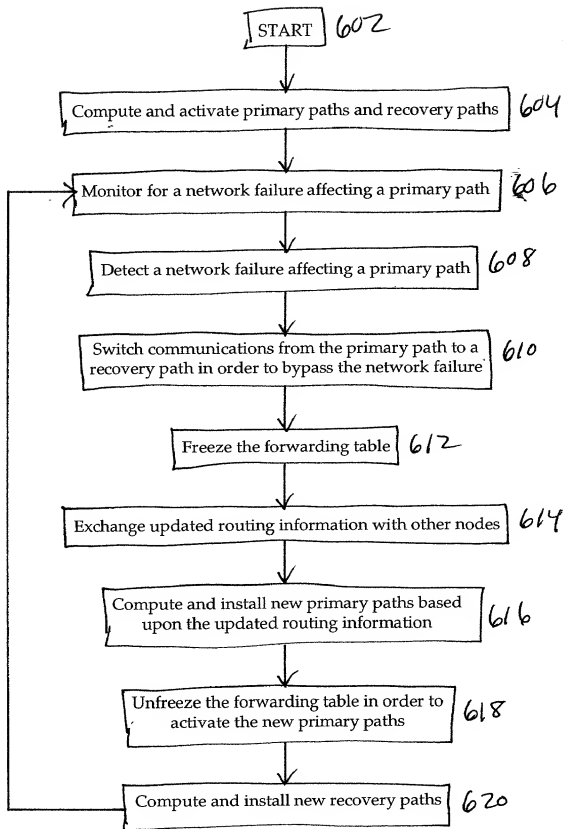 START 602
Compute and activate primary paths and recovery paths 604
Monitor for a network failure affecting a primary path 606
Detect a network failure affecting a primary path 608
Switch communications from the primary path to a
recovery path in order to bypass the network failure 610
Freeze the forwarding table 612
Exchange updated routing information with other nodes 614
Compute and install new primary paths based
upon the updated routing information 616
Unfreeze the forwarding table in order to
activate the new primary paths 618
Compute and install new recovery paths 620